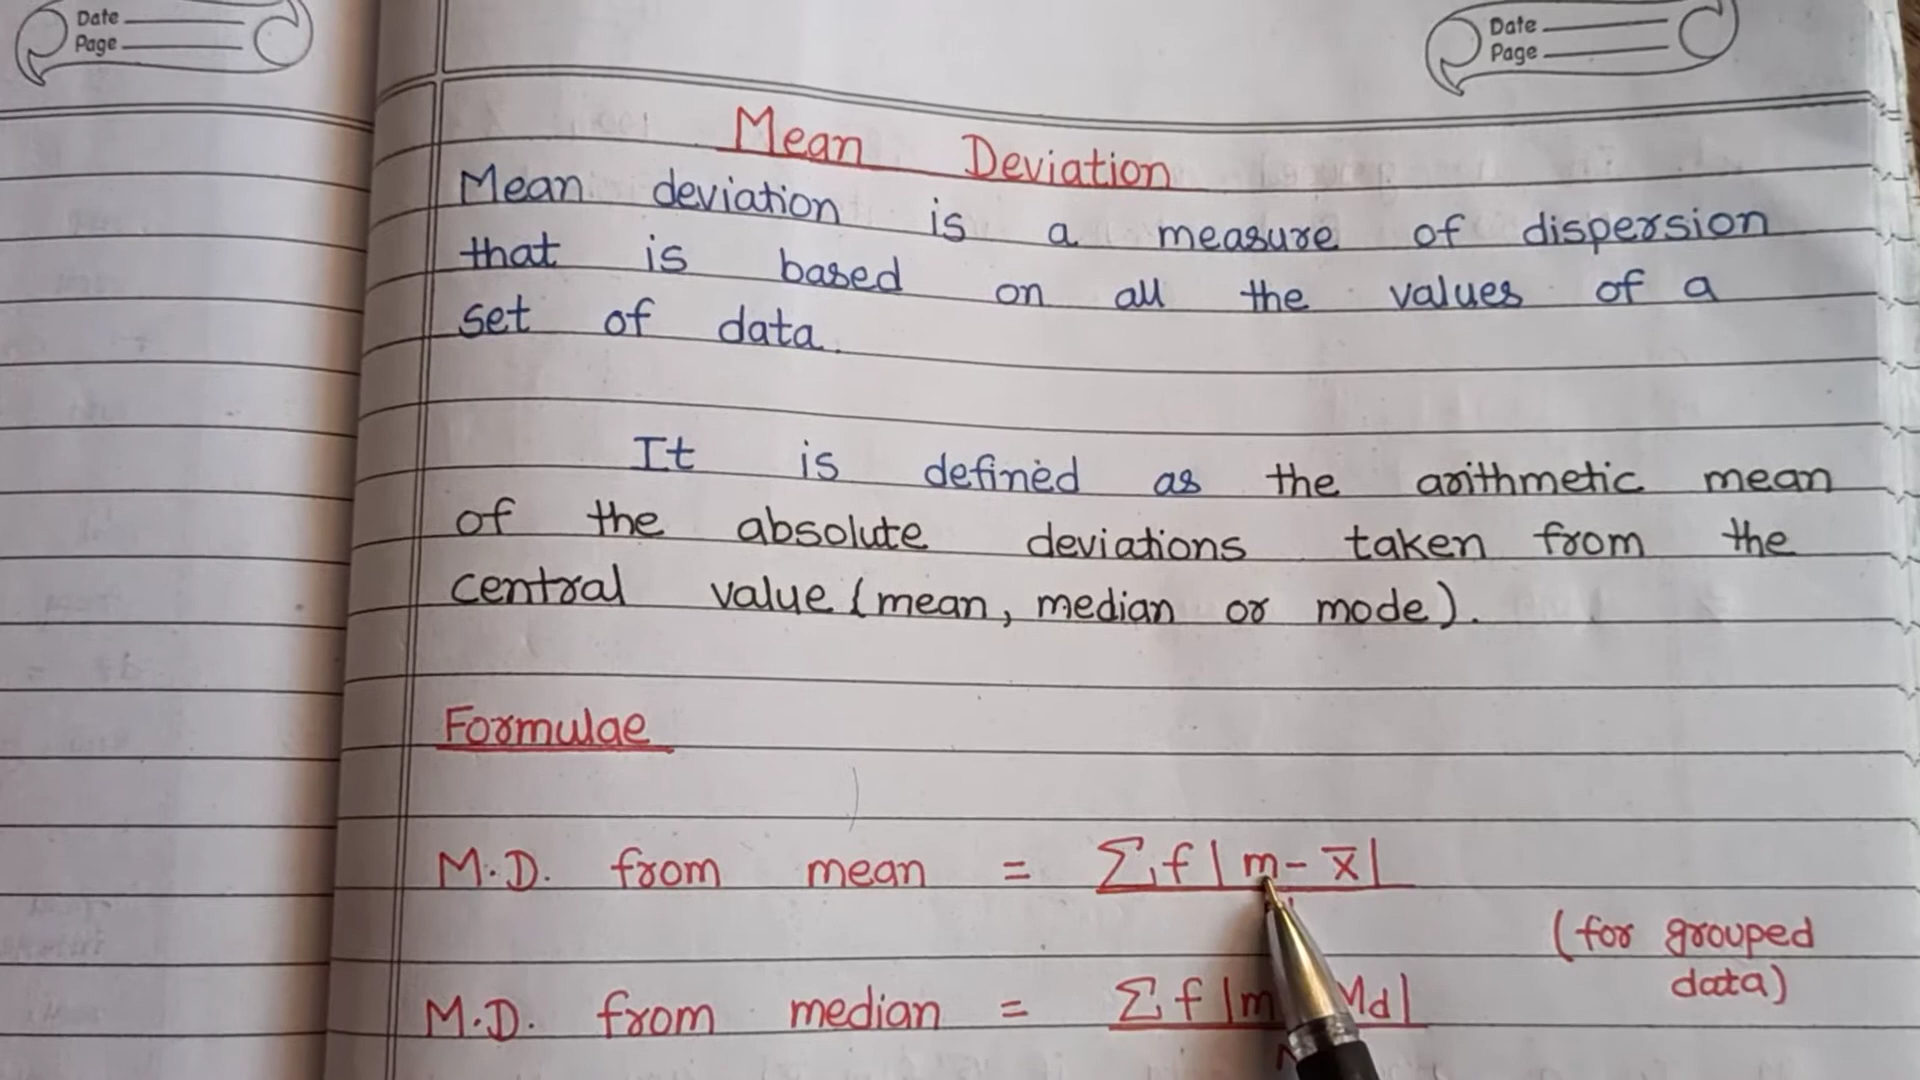 Date
Page
Date
Page
Mean Deviation
Mean deviation is a measure of dispersion
that is based on all the values of a
set of data.
It is defined as the arithmetic mean
of the absolute deviations taken from the
central value (mean, median or mode).
Formulae
M.D. from mean = Σf|m-x̄|
(for grouped
data)
M.D. from median = Σf|m Md|
N